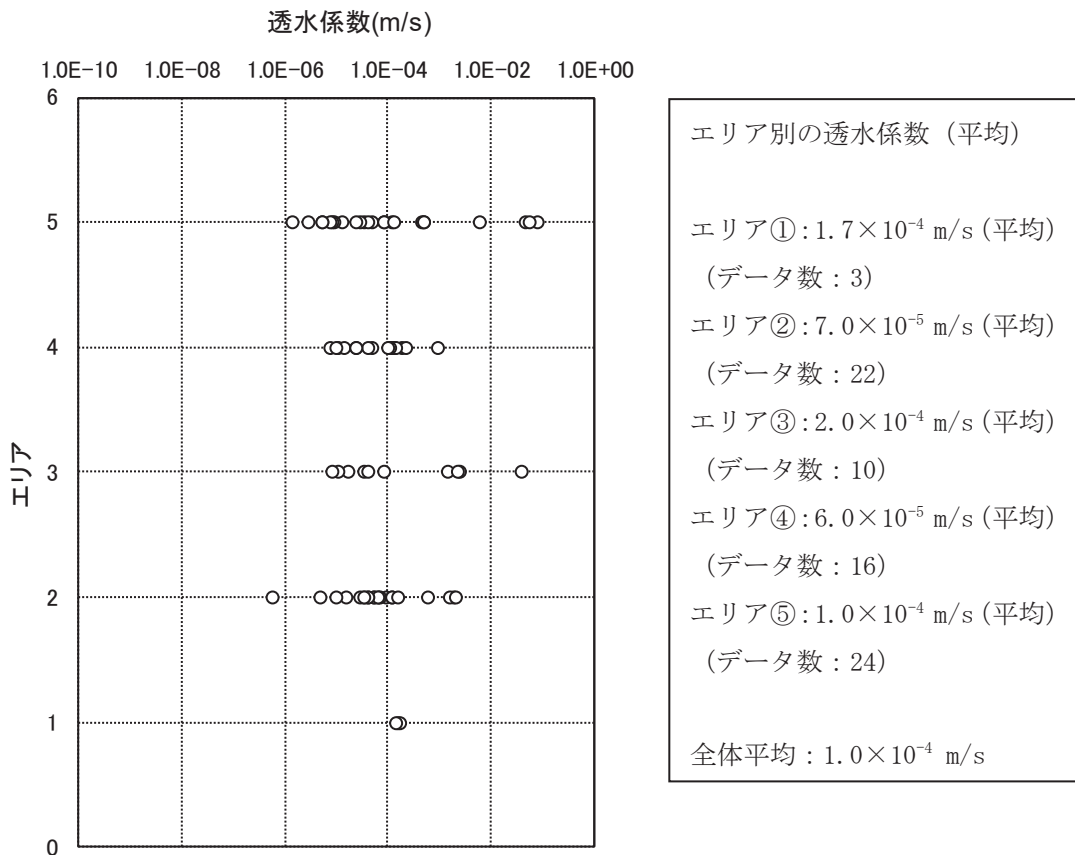 透水係数(m/s)
1.0E-10 1.0E-08 1.0E-06 1.0E-04 1.0E-02 1.0E+00
6
5
4
3
2
1
0
エリア
エリア別の透水係数（平均）
エリア①:1.7×10⁻⁴ m/s(平均)
（データ数：3）
エリア②:7.0×10⁻⁵ m/s(平均)
（データ数：22）
エリア③:2.0×10⁻⁴ m/s(平均)
（データ数：10）
エリア④:6.0×10⁻⁵ m/s(平均)
（データ数：16）
エリア⑤:1.0×10⁻⁴ m/s(平均)
（データ数：24）
全体平均：1.0×10⁻⁴ m/s